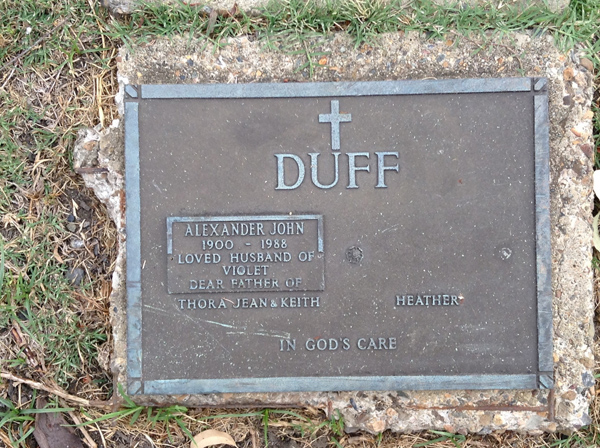 DUFF
ALEXANDER JOHN
1900 - 1988
LOVED HUSBAND OF
VIOLET
DEAR FATHER OF
THORA JEAN & KEITH HEATHER
IN GOD'S CARE